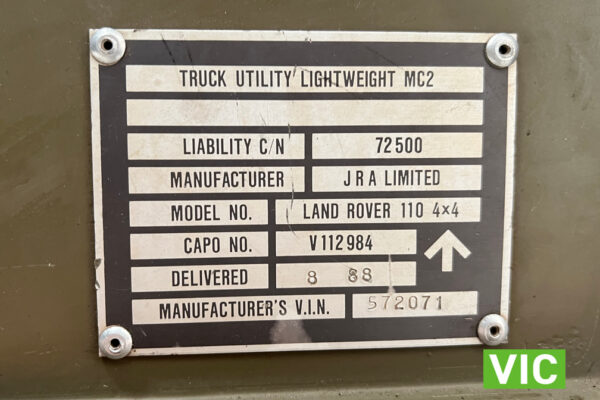 TRUCK UTILITY LIGHTWEIGHT MC2
LIABILITY C/N 72500
MANUFACTURER J R A LIMITED
MODEL NO. LAND ROVER 110 4x4
CAPO NO. V112984
DELIVERED 8 88
MANUFACTURER'S V.I.N. 572071
VIC